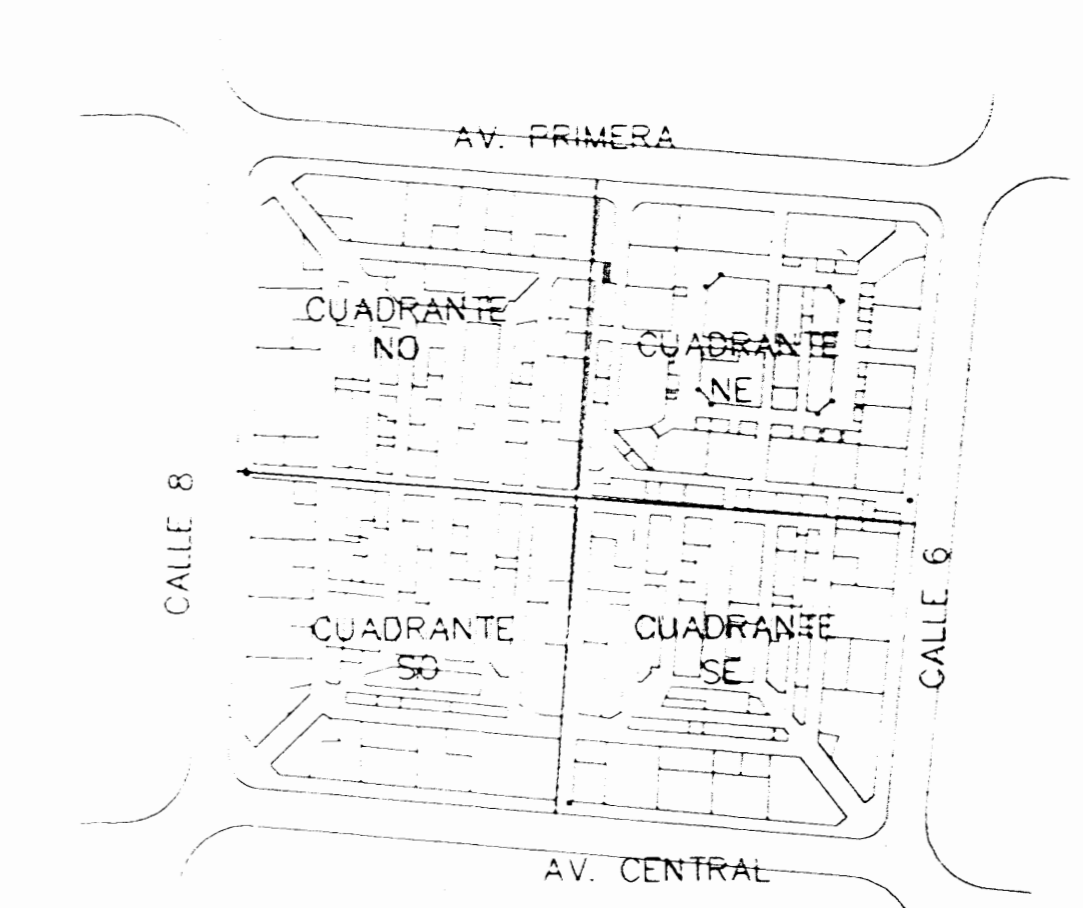 AV. PRIMERA
CUADRANTE
NO
CUADRANTE
NE
CALLE 8
CALLE 6
CUADRANTE
SO
CUADRANTE
SE
AV. CENTRAL